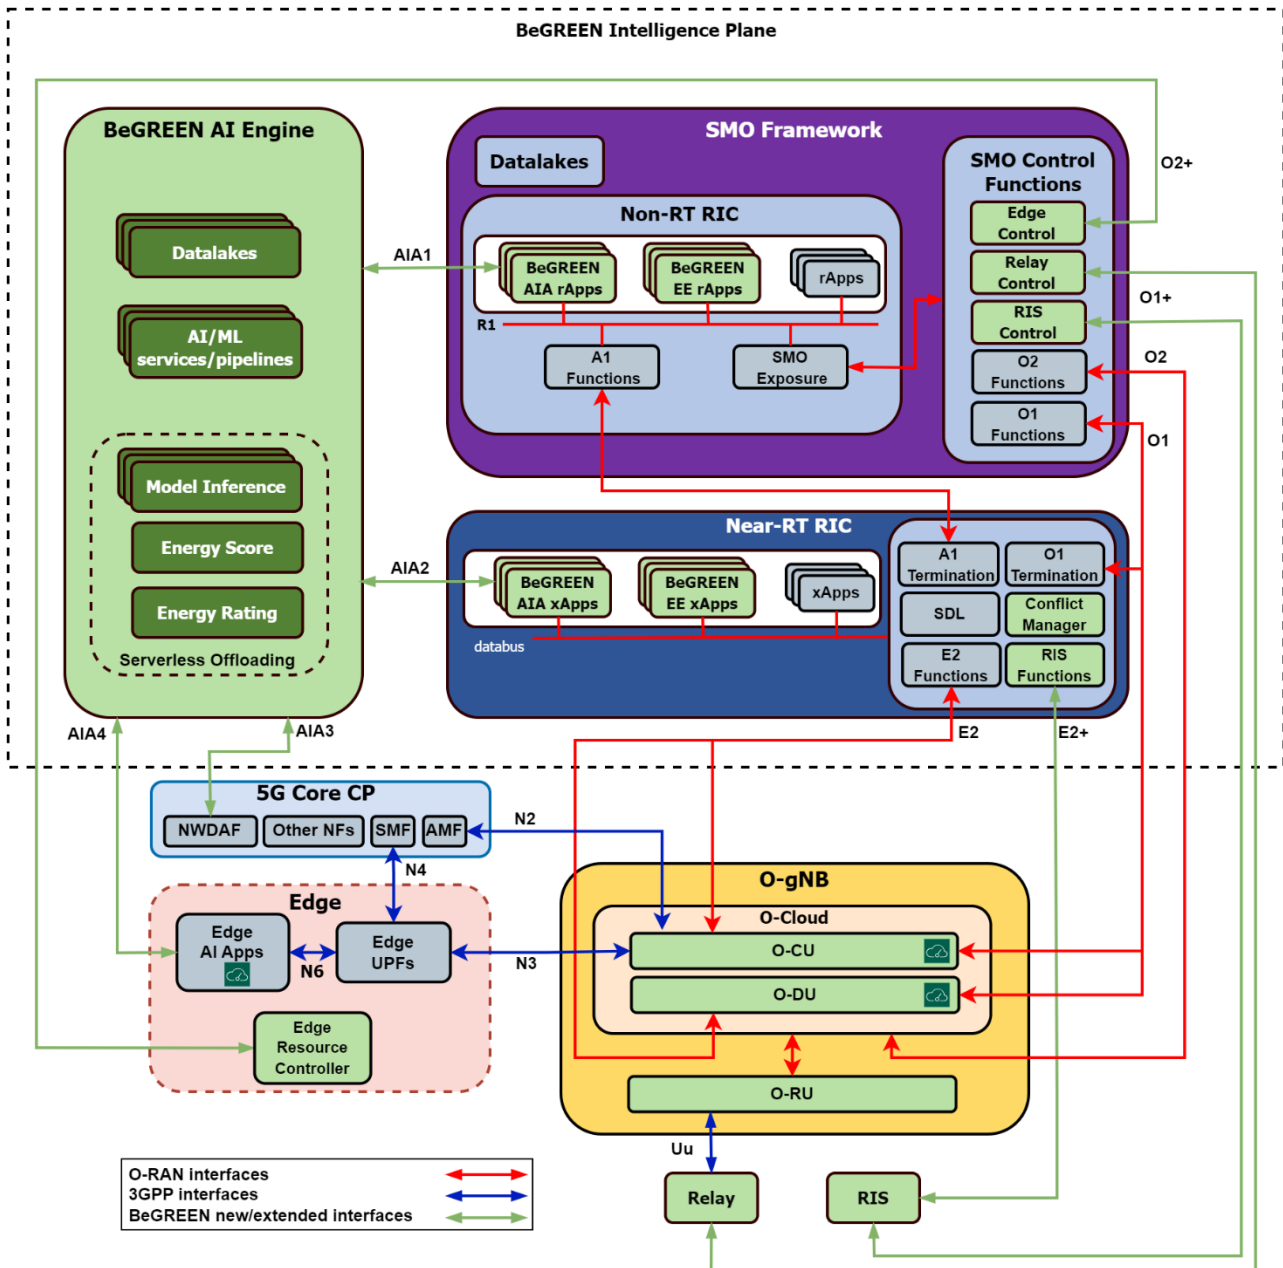 BeGREEN Intelligence Plane
BeGREEN AI Engine
Datalakes
AI/ML
services/pipelines
Model Inference
Energy Score
Energy Rating
Serverless Offloading
AIA1
AIA2
AIA4
AIA3
SMO Framework
Datalakes
Non-RT RIC
BeGREEN
AIA rApps
BeGREEN
EE rApps
rApps
R1
A1
Functions
SMO
Exposure
SMO Control
Functions
Edge
Control
Relay
Control
RIS
Control
O2
Functions
O1
Functions
O2+
O1+
O2
O1
Near-RT RIC
BeGREEN
AIA xApps
BeGREEN
EE xApps
xApps
databus
A1
Termination
O1
Termination
SDL
Conflict
Manager
E2
Functions
RIS
Functions
E2
E2+
5G Core CP
NWDAF
Other NFs
SMF
AMF
N2
N4
Edge
Edge
AI Apps
N6
Edge
UPFs
N3
Edge
Resource
Controller
O-gNB
O-Cloud
O-CU
O-DU
O-RU
Uu
Relay
RIS
O-RAN interfaces
3GPP interfaces
BeGREEN new/extended interfaces